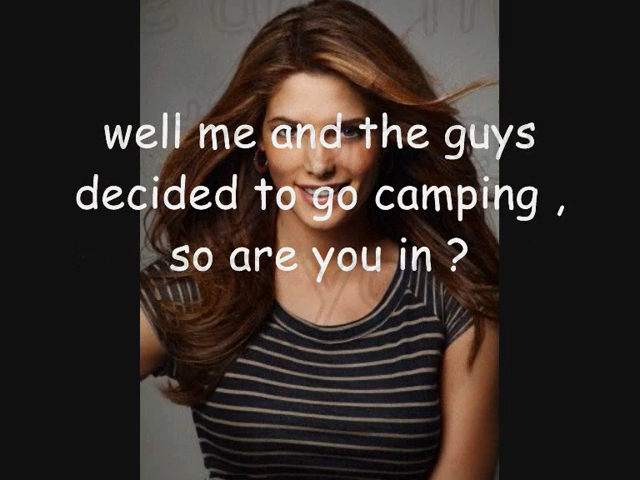 well me and the guys
decided to go camping ,
so are you in ?